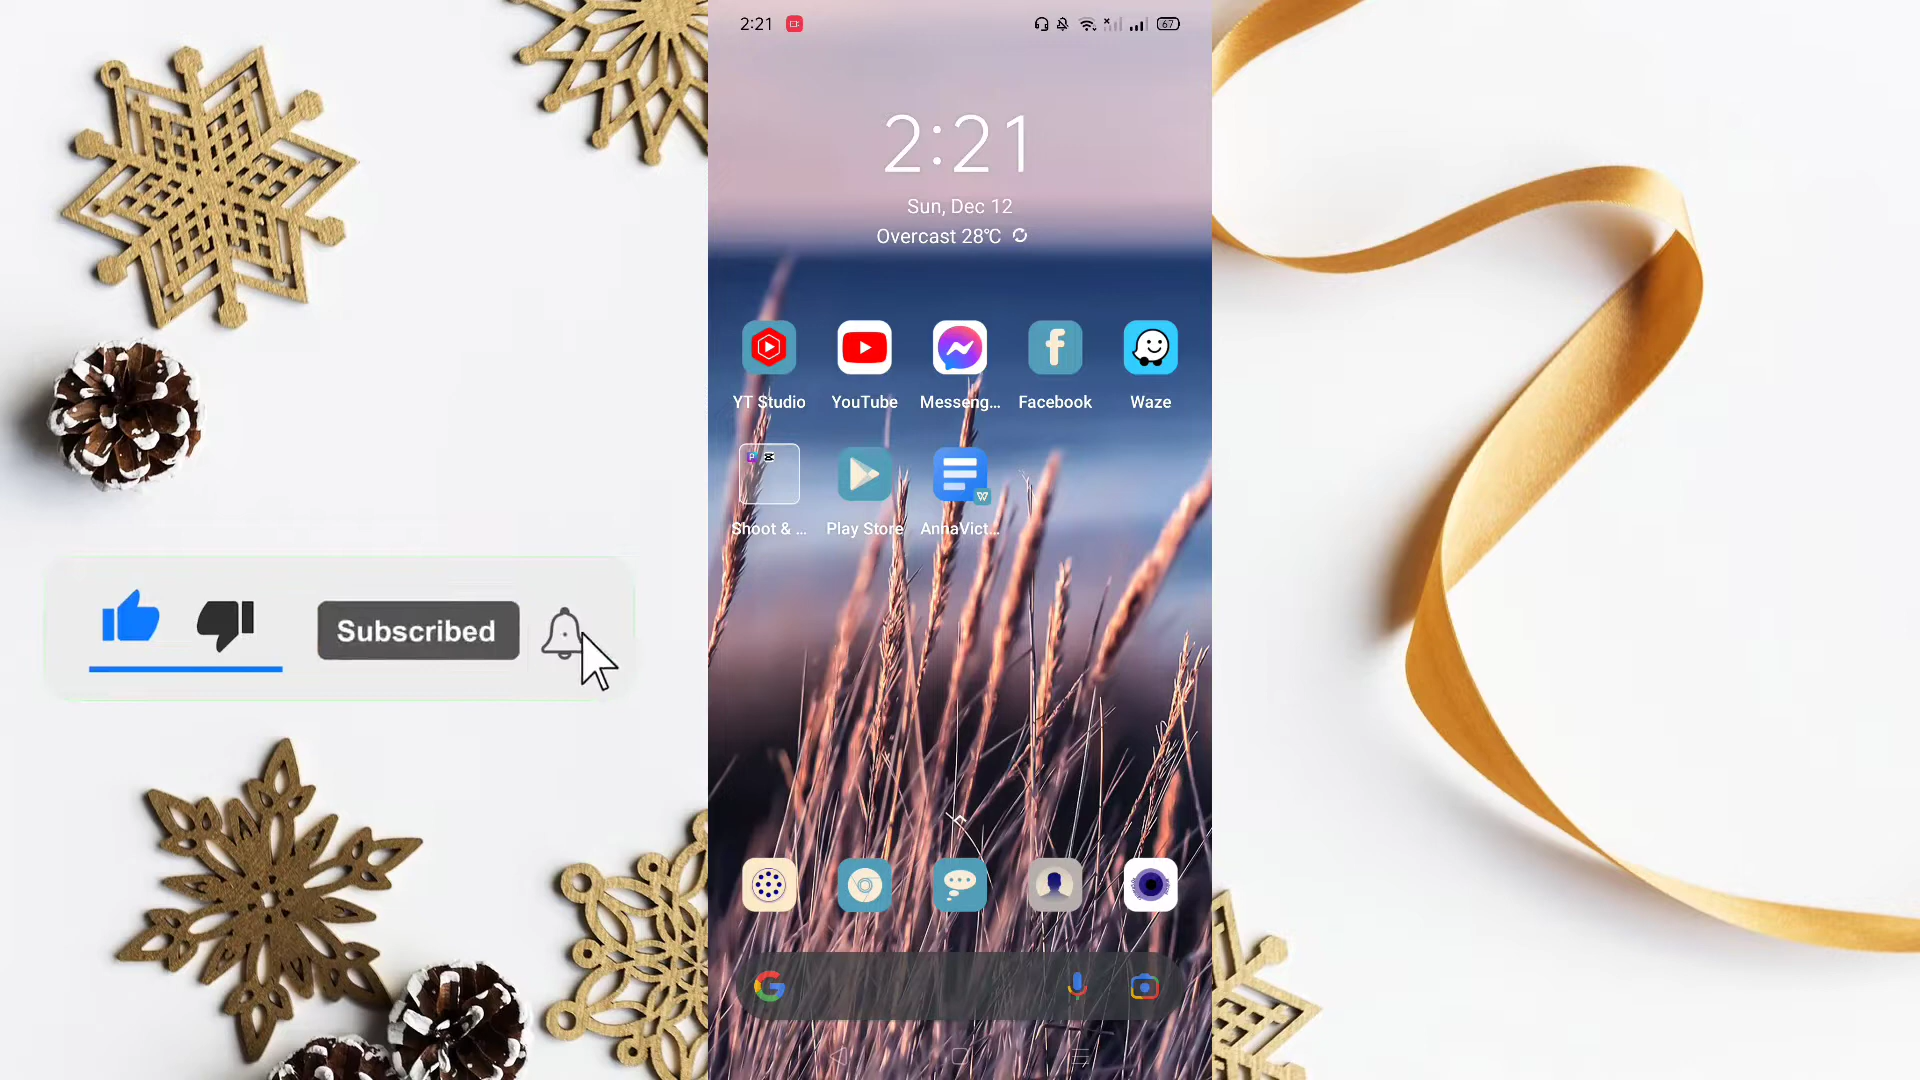 2:21
67
2:21
Sun, Dec 12
Overcast 28℃
YT Studio
YouTube
Messeng...
Facebook
Waze
Shoot & ...
Play Store
AnnaVict...
Subscribed